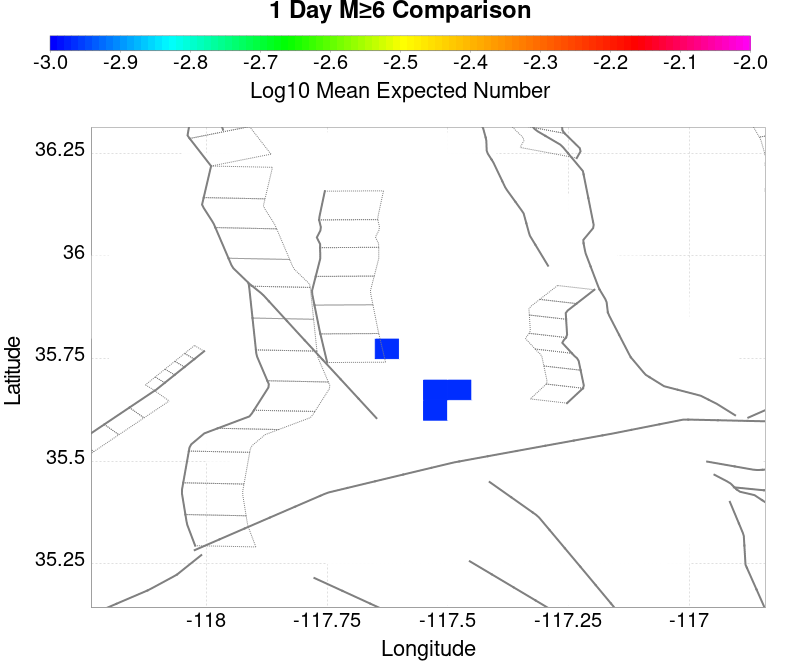 1 Day M≥6 Comparison
-3.0 -2.9 -2.8 -2.7 -2.6 -2.5 -2.4 -2.3 -2.2 -2.1 -2.0
Log10 Mean Expected Number
36.25
36
35.75
35.5
35.25
Latitude
-118 -117.75 -117.5 -117.25 -117
Longitude